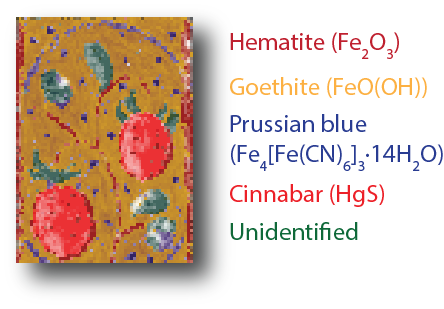 Hematite (Fe₂O₃)
Goethite (FeO(OH))
Prussian blue
(Fe₄[Fe(CN)₆]₃·14H₂O)
Cinnabar (HgS)
Unidentified